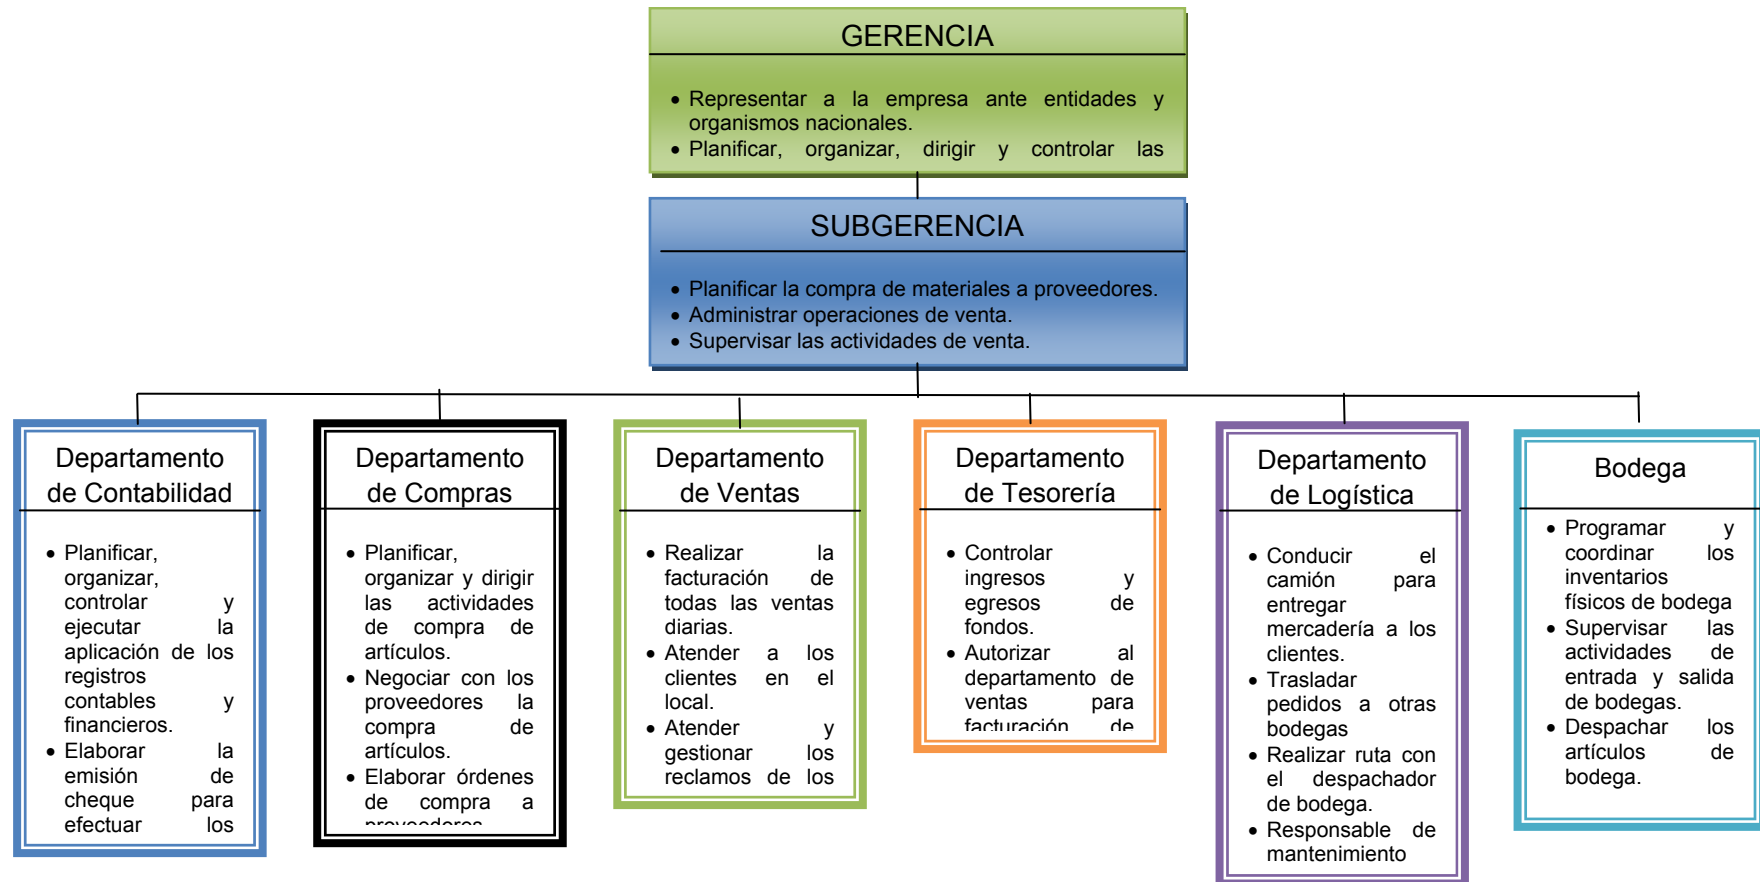 GERENCIA
• Representar a la empresa ante entidades y
organismos nacionales.
• Planificar, organizar, dirigir y controlar las
SUBGERENCIA
• Planificar la compra de materiales a proveedores.
• Administrar operaciones de venta.
• Supervisar las actividades de venta.
Departamento
de Contabilidad
• Planificar,
organizar,
controlar y
ejecutar la
aplicación de los
registros
contables y
financieros.
• Elaborar la
emisión de
cheque para
efectuar los
Departamento
de Compras
• Planificar,
organizar y dirigir
las actividades
de compra de
artículos.
• Negociar con los
proveedores la
compra de
artículos.
• Elaborar órdenes
de compra a
proveedores
Departamento
de Ventas
• Realizar la
facturación de
todas las ventas
diarias.
• Atender a los
clientes en el
local.
• Atender y
gestionar los
reclamos de los
Departamento
de Tesorería
• Controlar
ingresos y
egresos de
fondos.
• Autorizar al
departamento de
ventas para
facturación de
Departamento
de Logística
• Conducir el
camión para
entregar
mercadería a los
clientes.
• Trasladar
pedidos a otras
bodegas
• Realizar ruta con
el despachador
de bodega.
• Responsable de
mantenimiento
Bodega
• Programar y
coordinar los
inventarios
físicos de bodega
• Supervisar las
actividades de
entrada y salida
de bodegas.
• Despachar los
artículos de
bodega.